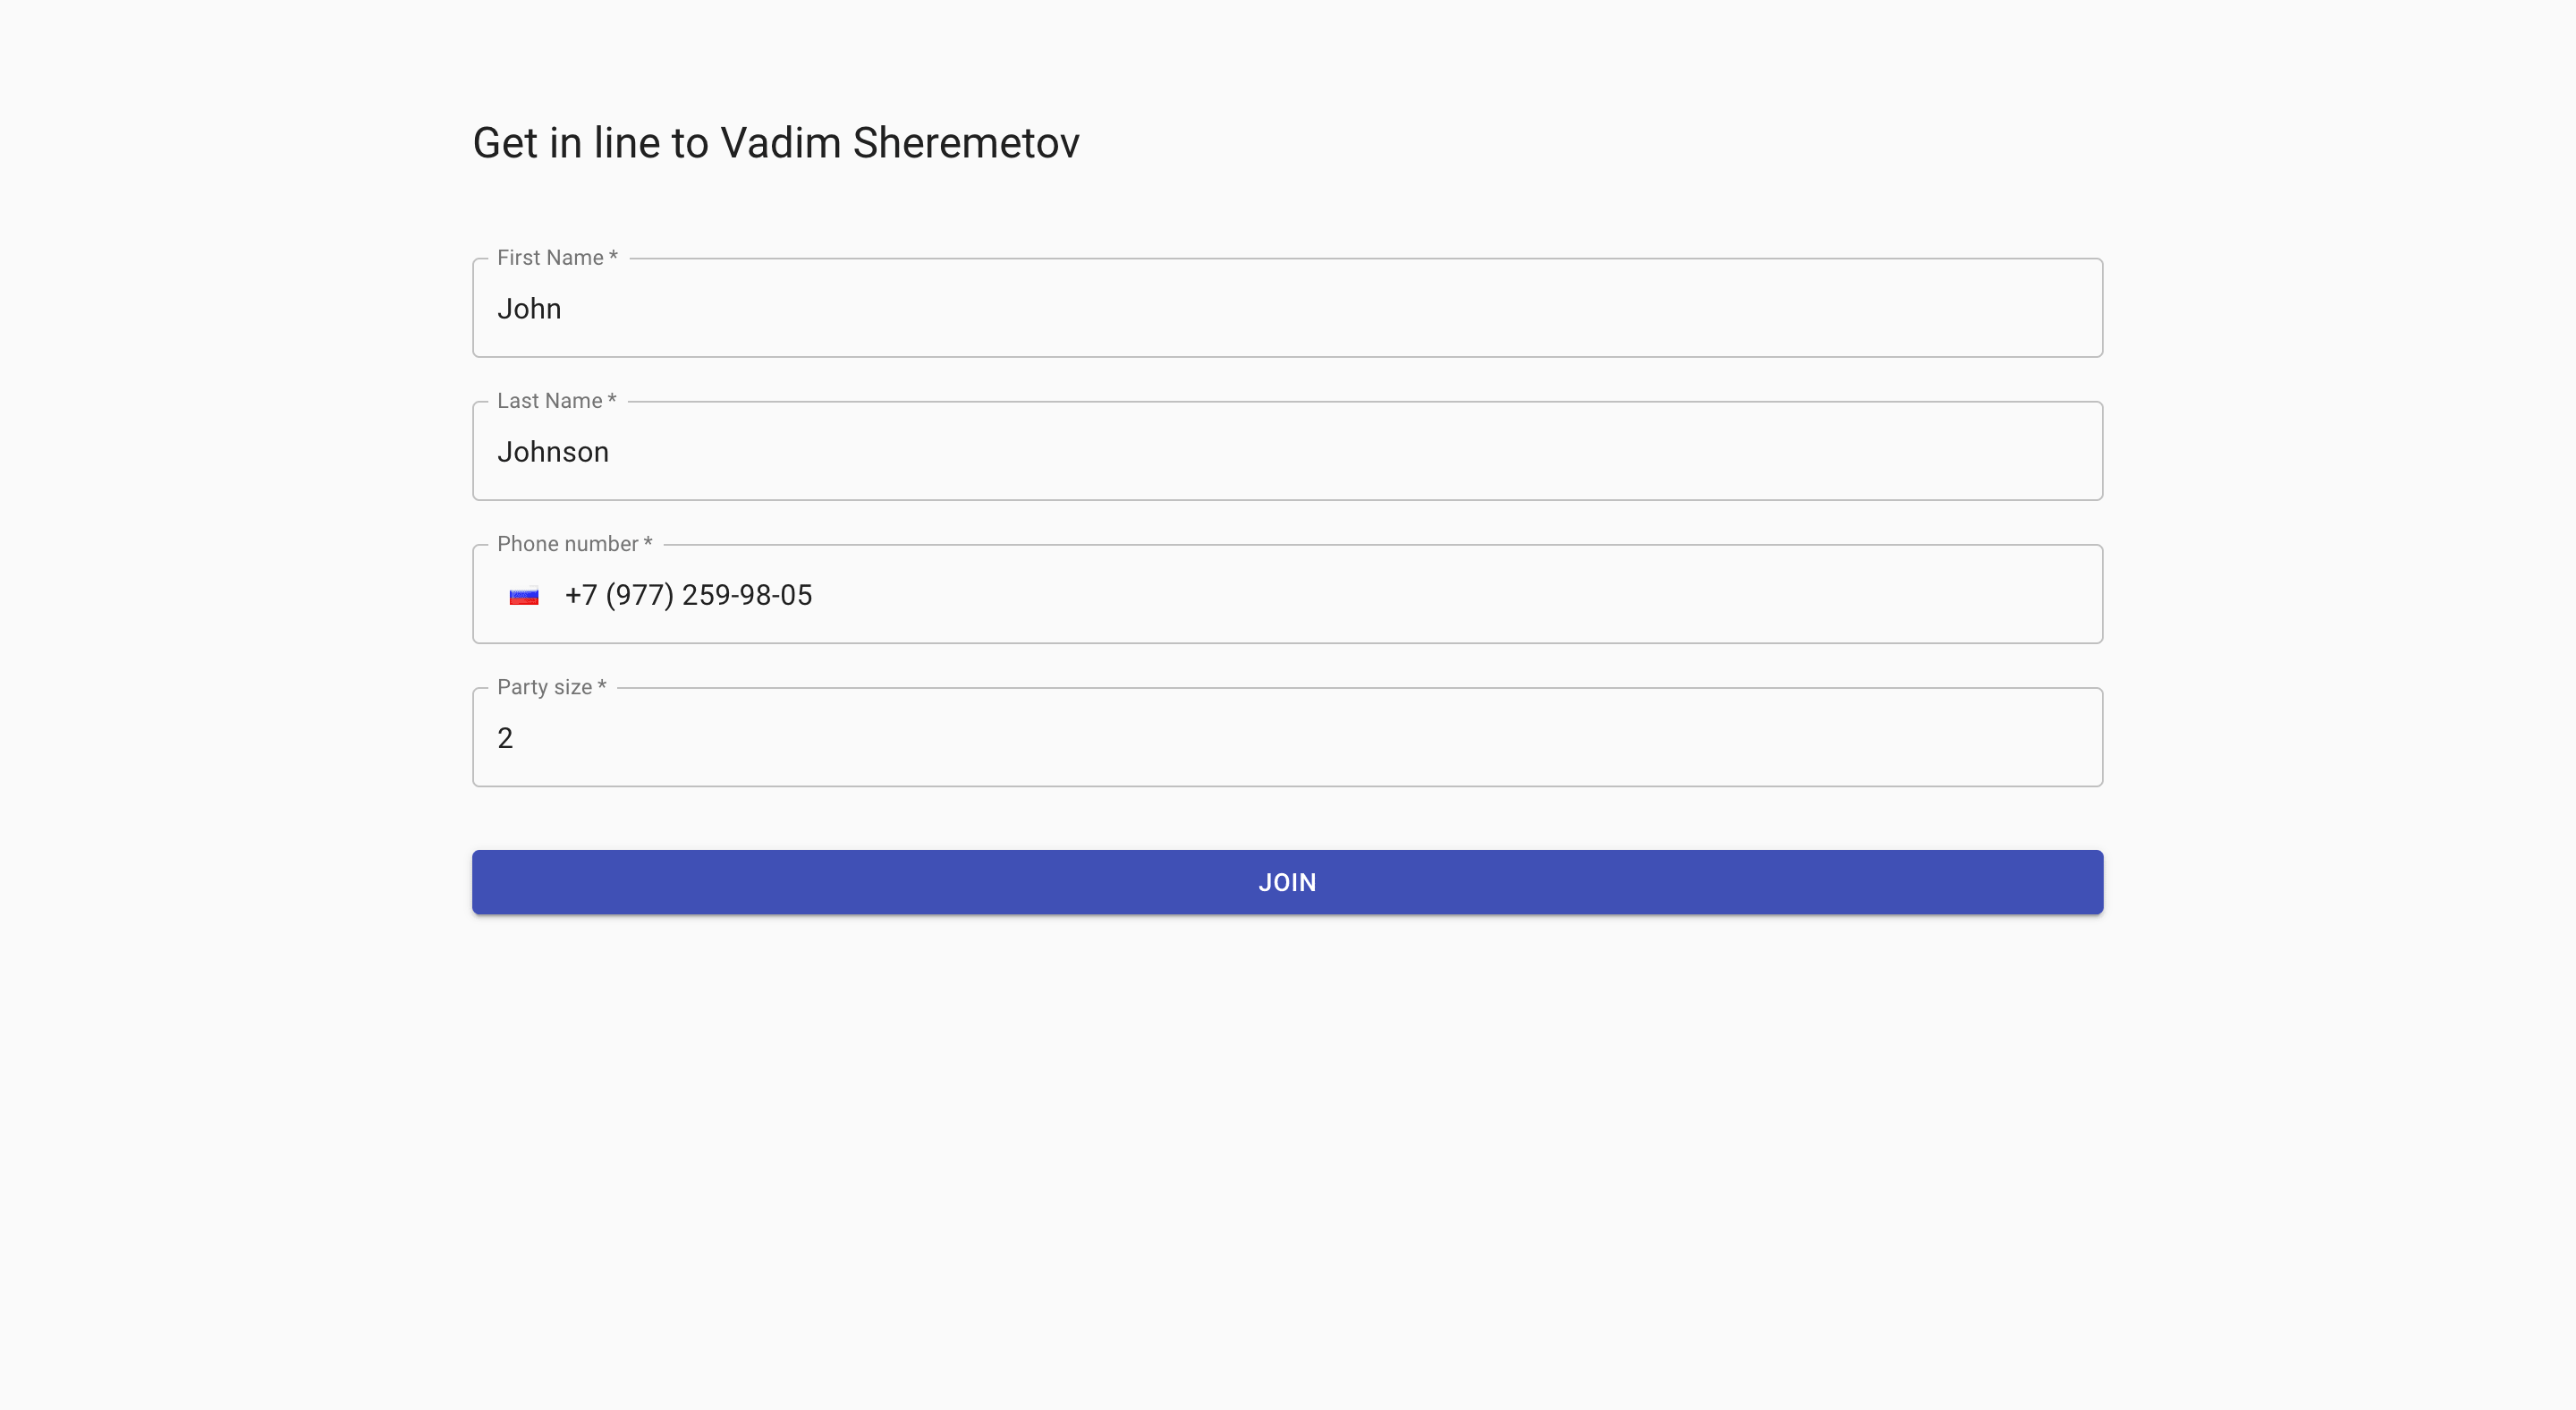 Get in line to Vadim Sheremetov
First Name *
John
Last Name *
Johnson
Phone number *
+7 (977) 259-98-05
Party size *
2
JOIN